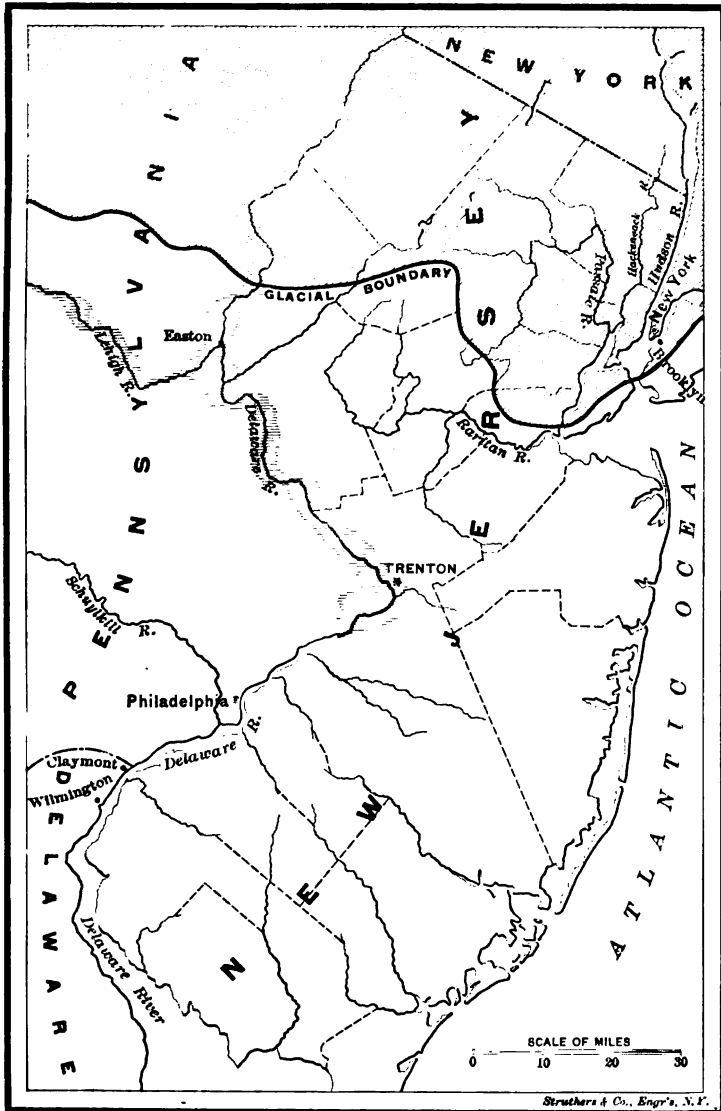 NEW YORK
PENNSYLVANIA
NEW JERSEY
DELAWARE
GLACIAL BOUNDARY
Easton
Lehigh R.
Delaware R.
Hackensack R.
Hudson R.
Passaic R.
New York
Brooklyn
Raritan R.
TRENTON
Schuylkill R.
Philadelphia
Delaware R.
Claymont
Wilmington
Delaware River
ATLANTIC OCEAN
SCALE OF MILES
0 10 20 30
Struthers & Co., Engr's, N.Y.